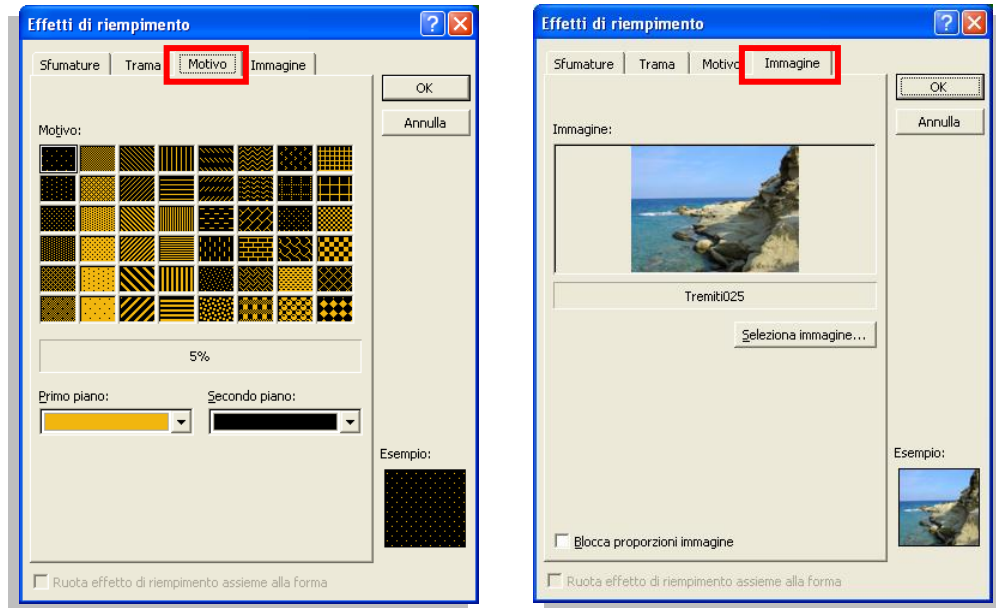 Effetti di riempimento
Sfumature Trama Motivo Immagine
OK
Annulla
Motivo:
5%
Primo piano: Secondo piano:
Esempio:
Ruota effetto di riempimento assieme alla forma
Effetti di riempimento
Sfumature Trama Motivo Immagine
OK
Annulla
Immagine:
Tremiti025
Seleziona immagine...
Esempio:
Blocca proporzioni immagine
Ruota effetto di riempimento assieme alla forma